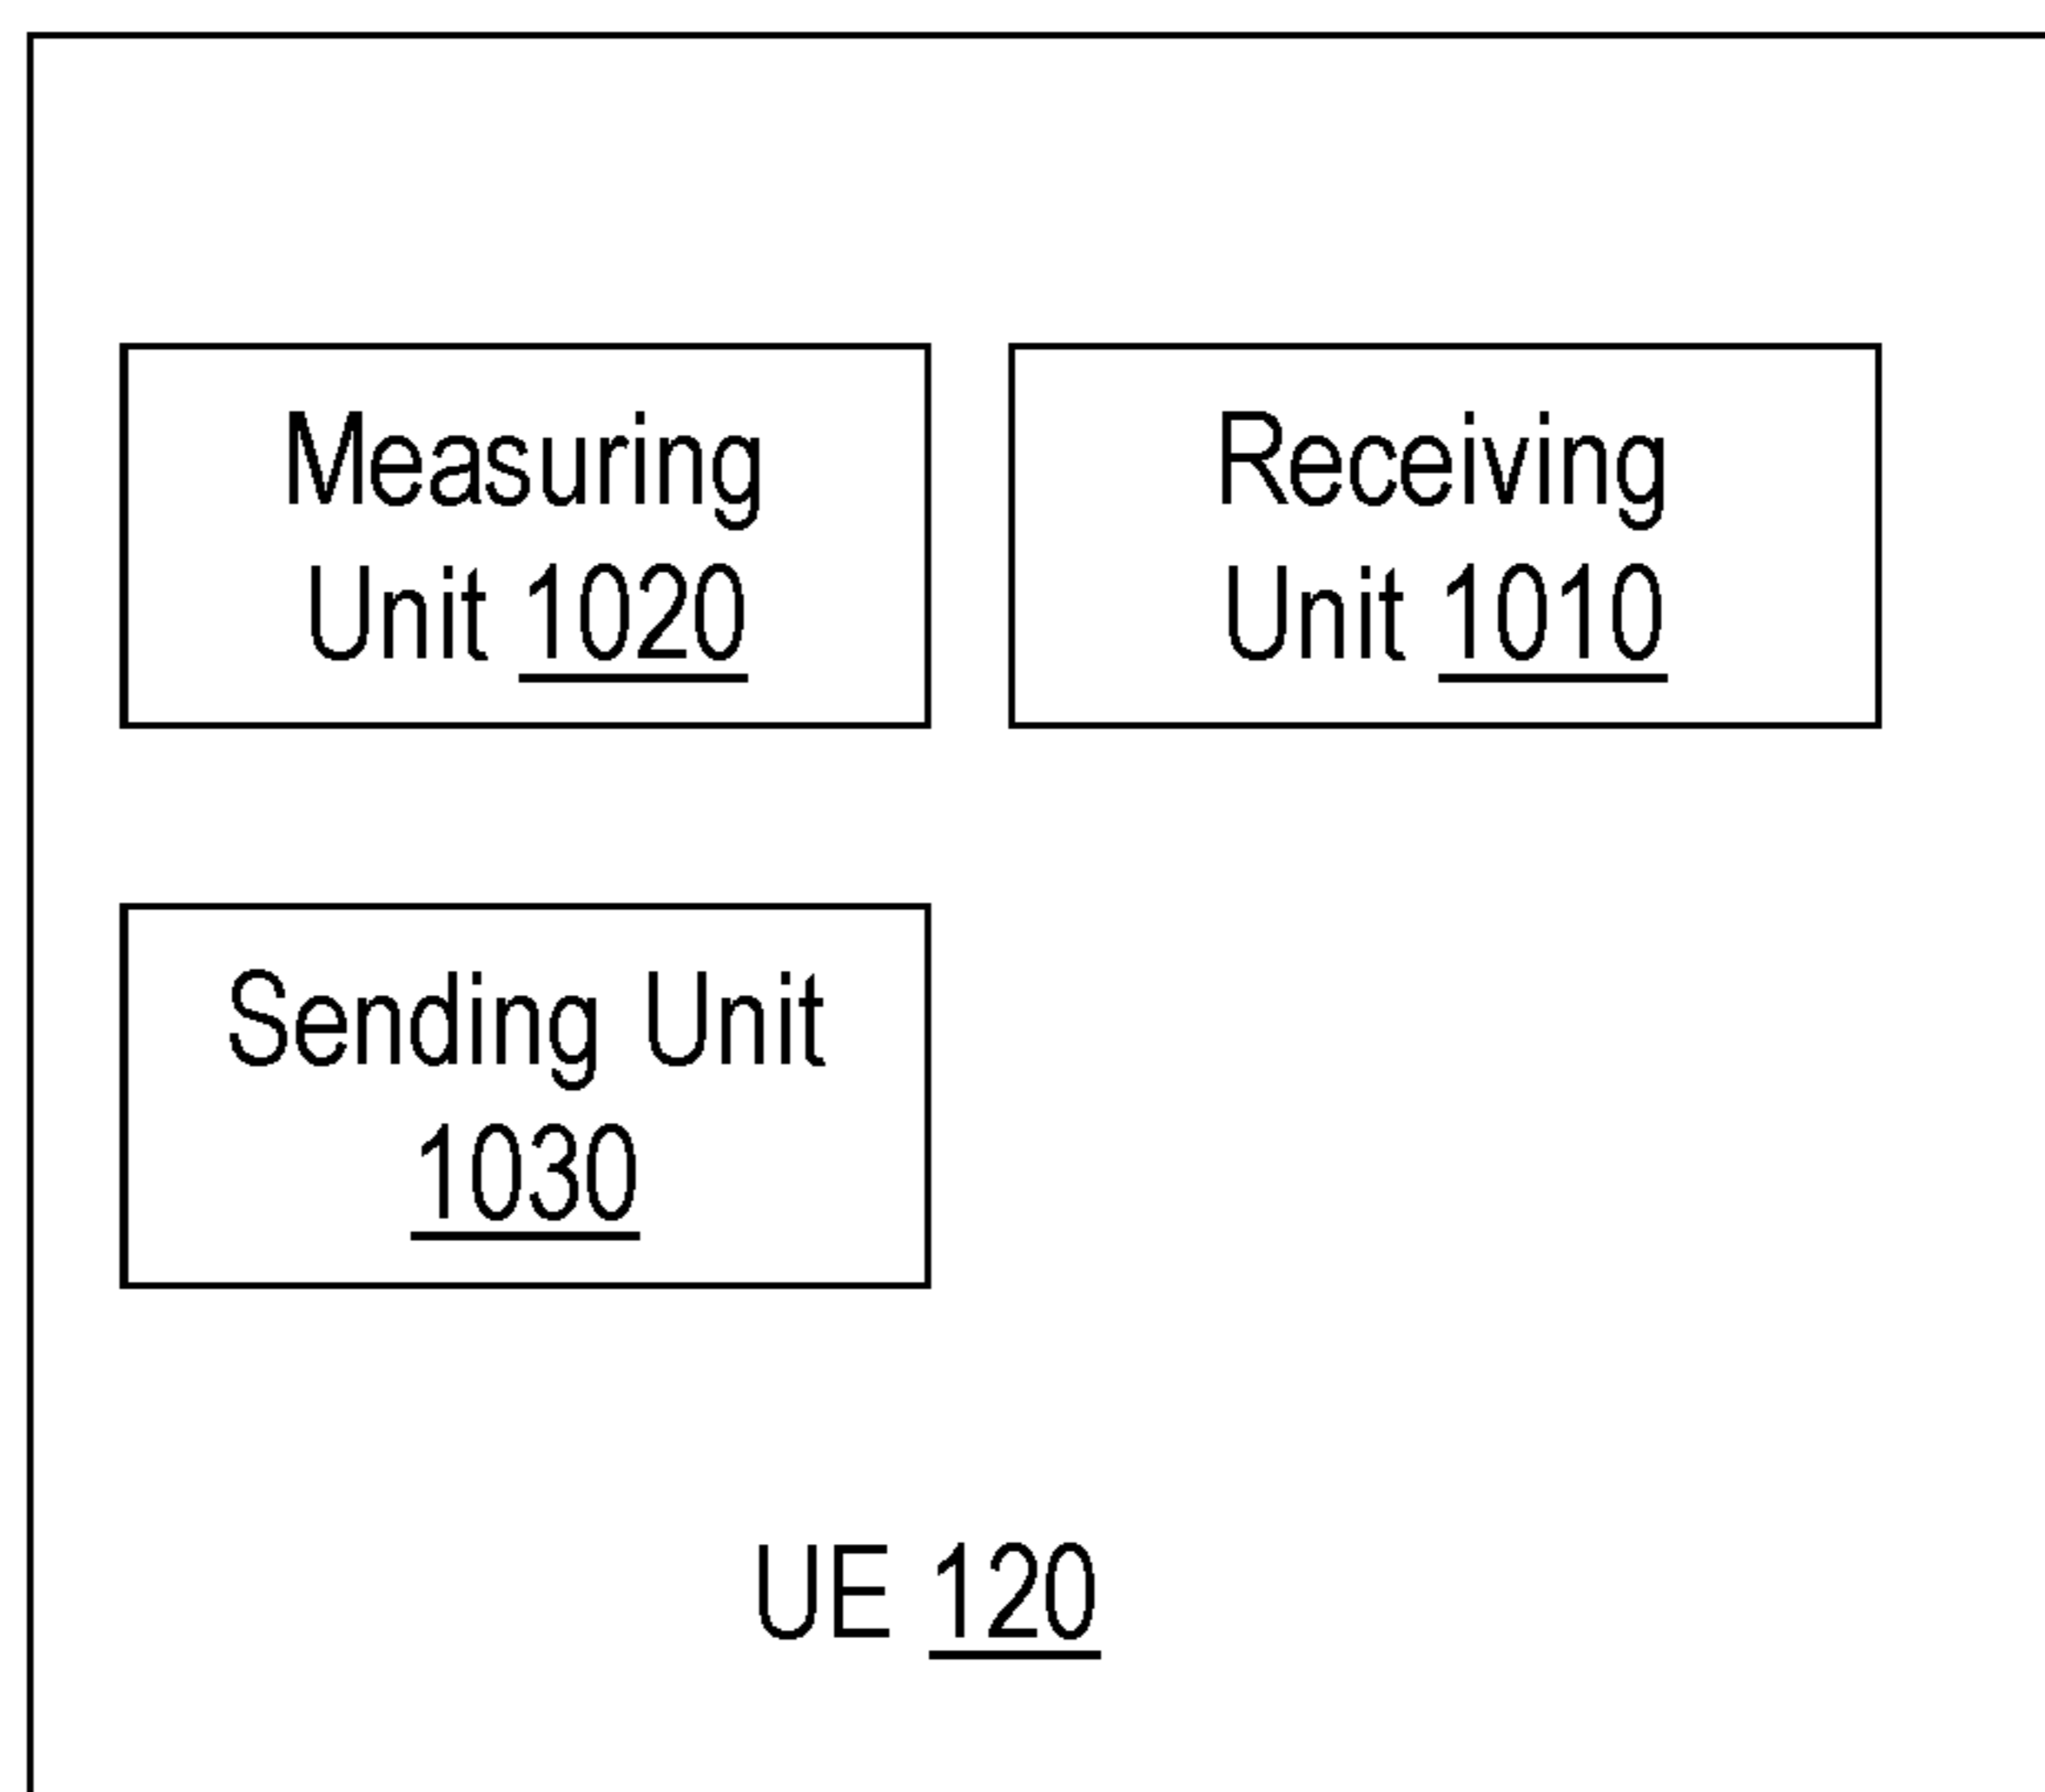 Measuring
Unit 1020
Receiving
Unit 1010
Sending Unit
1030
UE 120